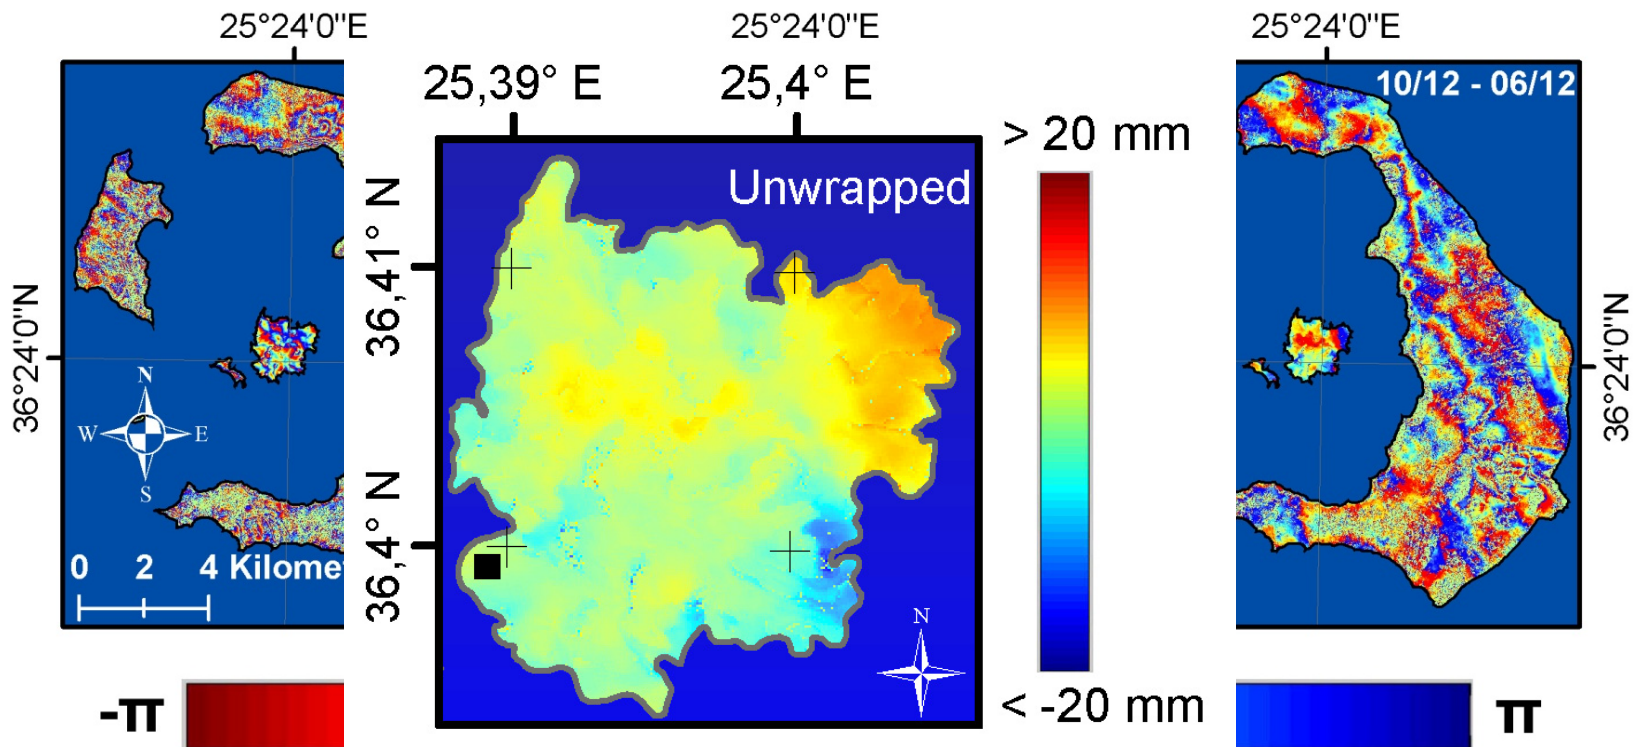 25°24'0"E
25°24'0"E
25°24'0"E
25,39° E
25,4° E
> 20 mm
10/12 - 06/12
Unwrapped
36,41° N
36°24'0"N
36°24'0"N
N
W
E
S
36,4° N
0 2 4 Kilome
N
< -20 mm
-π
π